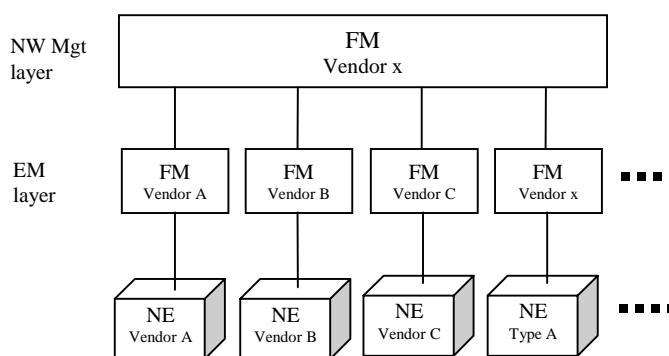 NW Mgt
layer
FM
Vendor x
EM
layer
FM
Vendor A
FM
Vendor B
FM
Vendor C
FM
Vendor x
NE
Vendor A
NE
Vendor B
NE
Vendor C
NE
Type A